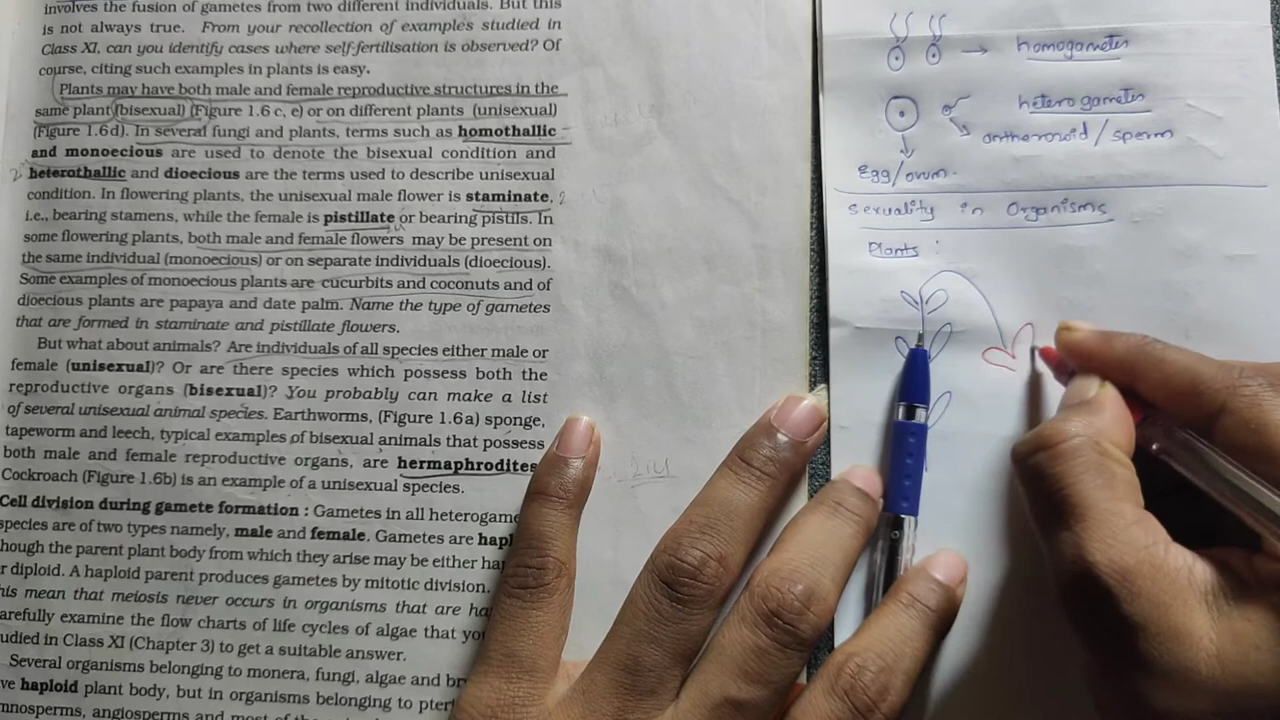 involves the fusion of gametes from two different individuals. But this
is not always true. From your recollection of examples studied in
Class XI, can you identify cases where self-fertilisation is observed? Of
course, citing such examples in plants is easy.
Plants may have both male and female reproductive structures in the
same plant (bisexual) (Figure 1.6 c, e) or on different plants (unisexual)
(Figure 1.6d). In several fungi and plants, terms such as homothallic
and monoecious are used to denote the bisexual condition and
heterothallic and dioecious are the terms used to describe unisexual
condition. In flowering plants, the unisexual male flower is staminate,
i.e., bearing stamens, while the female is pistillate or bearing pistils. In
some flowering plants, both male and female flowers may be present on
the same individual (monoecious) or on separate individuals (dioecious).
Some examples of monoecious plants are cucurbits and coconuts and of
dioecious plants are papaya and date palm. Name the type of gametes
that are formed in staminate and pistillate flowers.
But what about animals? Are individuals of all species either male or
female (unisexual)? Or are there species which possess both the
reproductive organs (bisexual)? You probably can make a list
of several unisexual animal species. Earthworms, (Figure 1.6a) sponge,
tapeworm and leech, typical examples of bisexual animals that possess
both male and female reproductive organs, are hermaphrodites
Cockroach (Figure 1.6b) is an example of a unisexual species.
Cell division during gamete formation : Gametes in all heterogame
species are of two types namely, male and female. Gametes are hapl
hough the parent plant body from which they arise may be either hap
r diploid. A haploid parent produces gametes by mitotic division.
his mean that meiosis never occurs in organisms that are ha
arefully examine the flow charts of life cycles of algae that you
udied in Class XI (Chapter 3) to get a suitable answer.
Several organisms belonging to monera, fungi, algae and br
ve haploid plant body, but in organisms belonging to pter
mnosperms, angiosperms and most of the
homogametes
heterogametes
antherozoid / sperm
Egg/ovum.
Sexuality in Organisms
Plants :